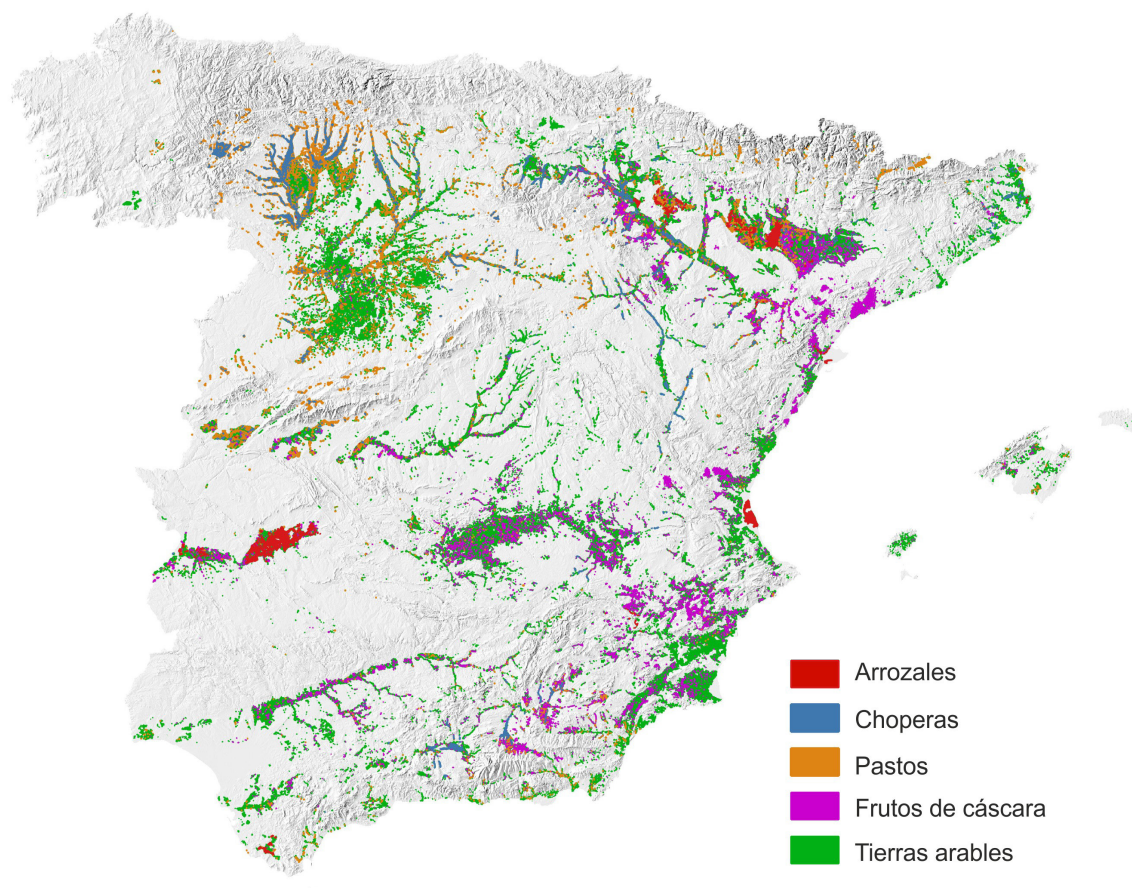 Arrozales
Choperas
Pastos
Frutos de cáscara
Tierras arables